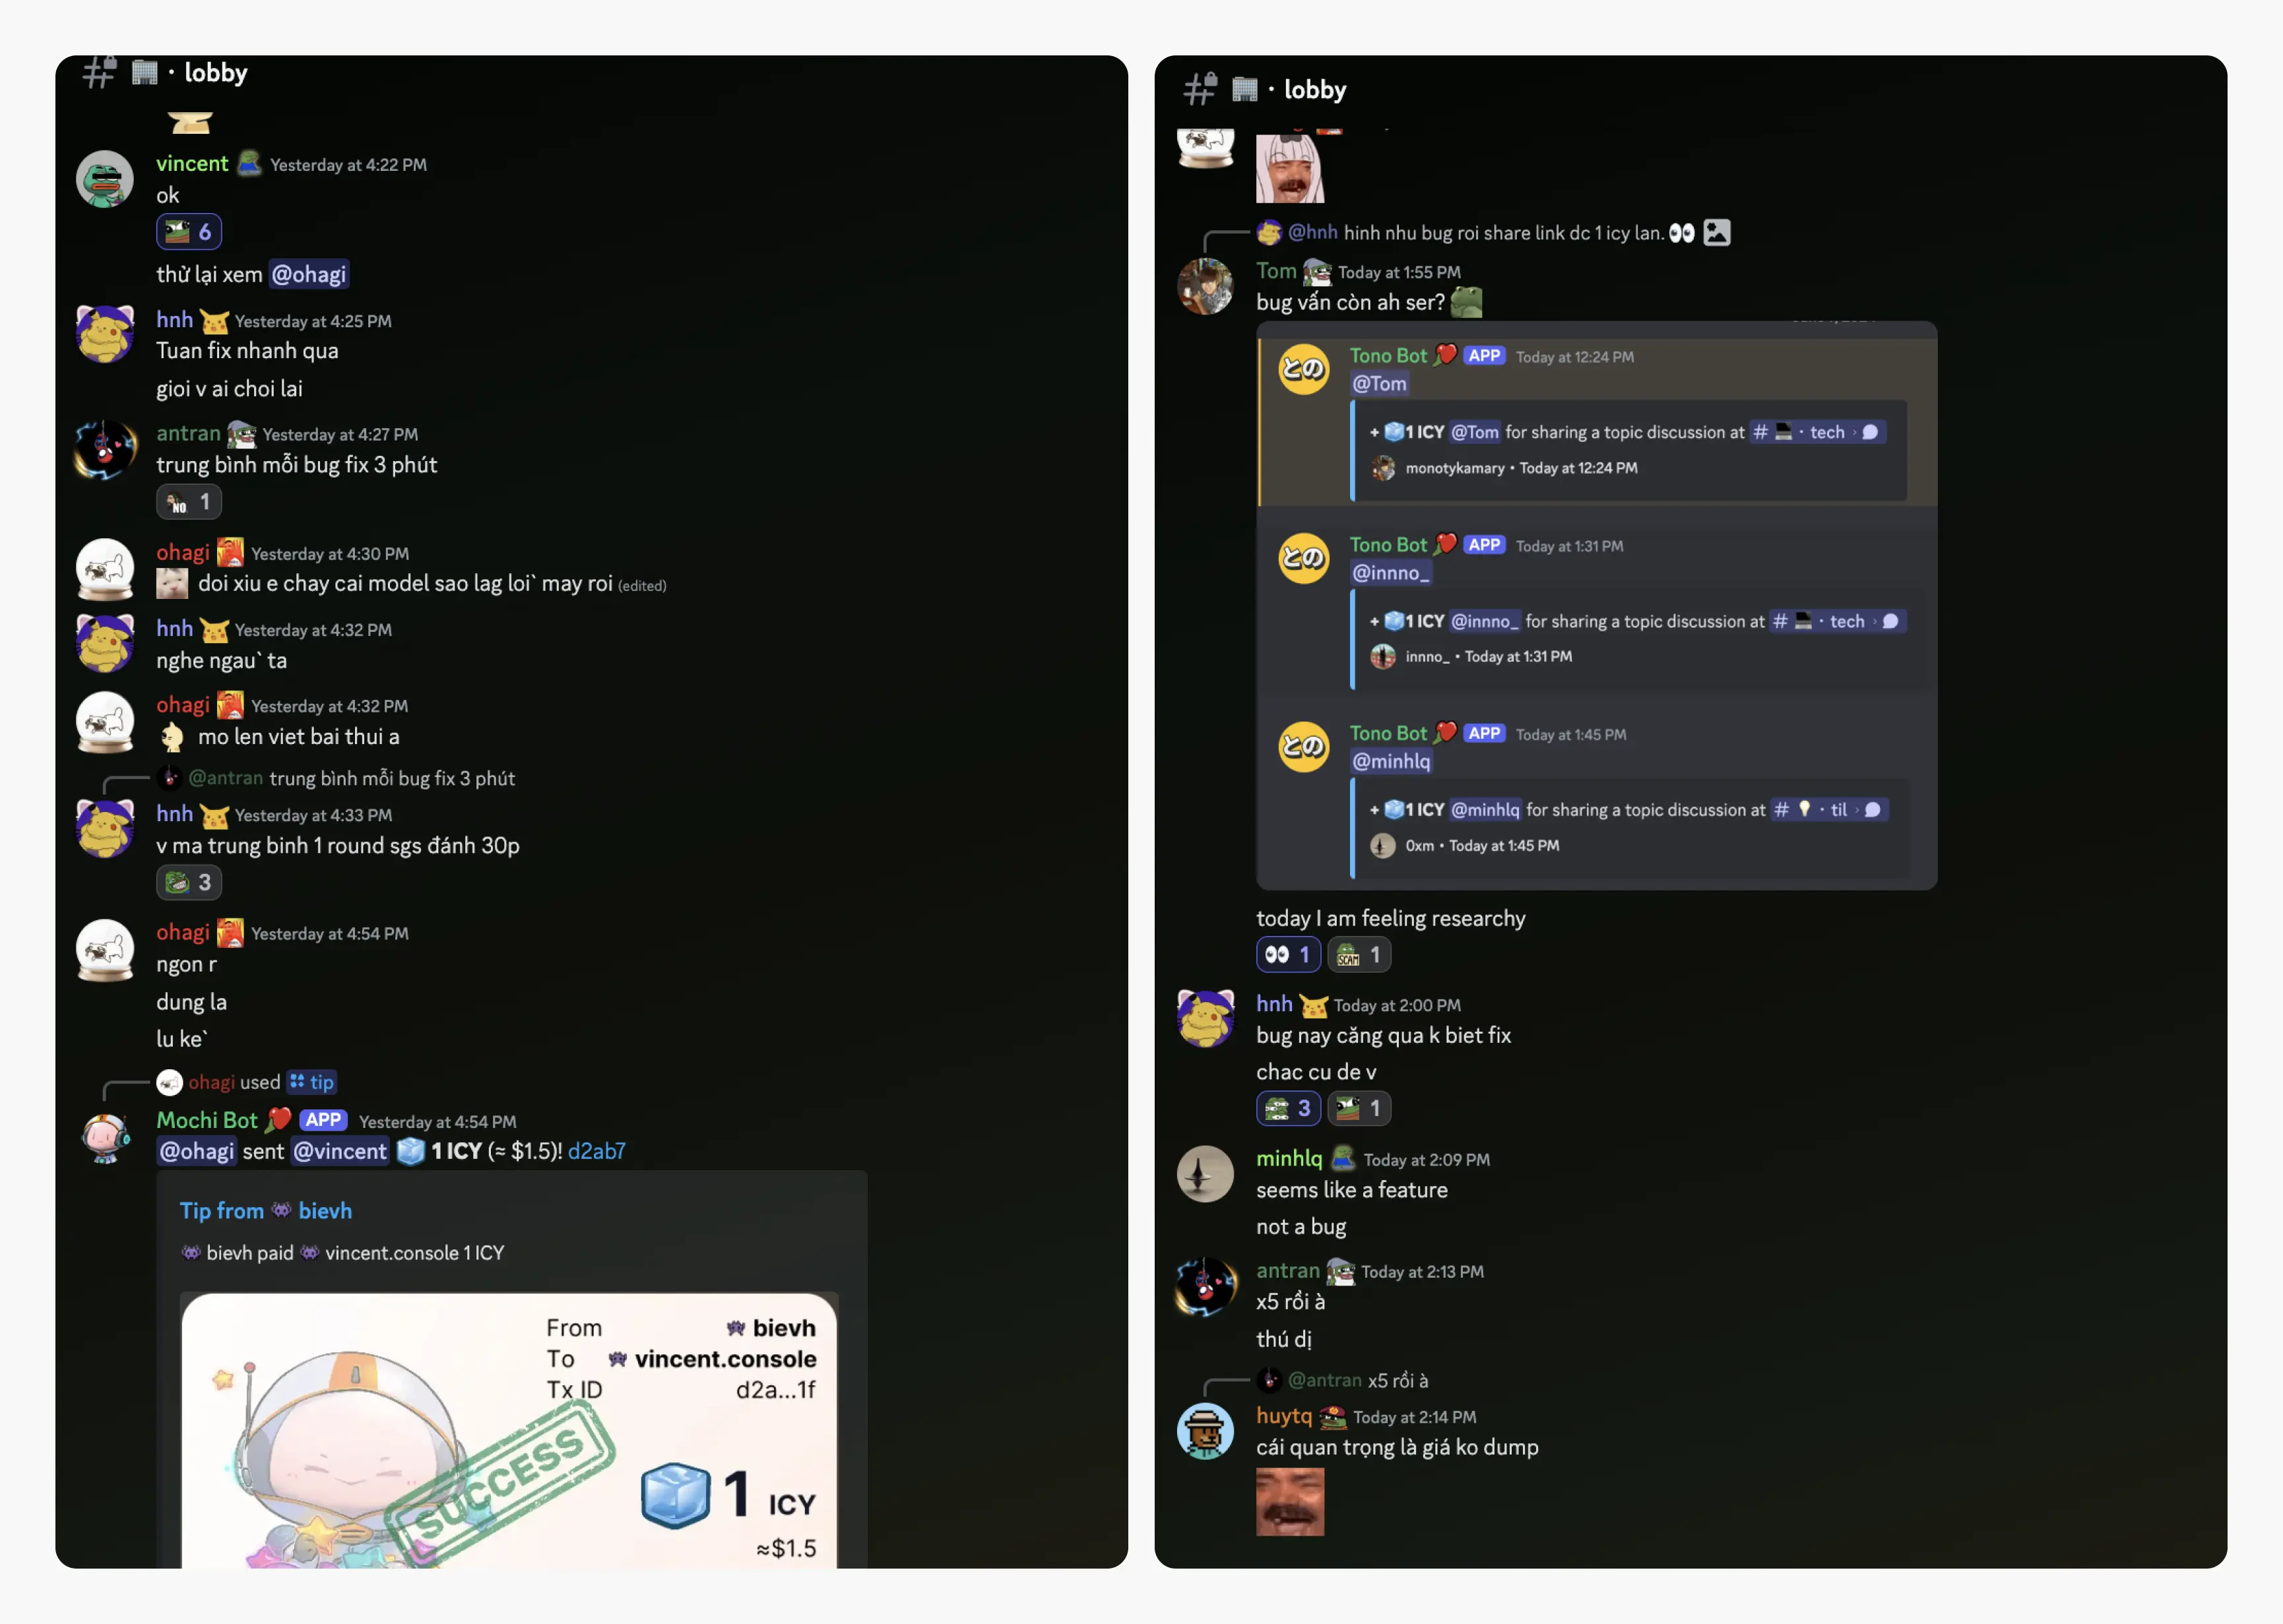 · lobby
vincent Yesterday at 4:22 PM
ok
6
thử lại xem @ohagi
hnh Yesterday at 4:25 PM
Tuan fix nhanh qua
gioi v ai choi lai
antran Yesterday at 4:27 PM
trung bình mỗi bug fix 3 phút
NO 1
ohagi Yesterday at 4:30 PM
doi xiu e chay cai model sao lag loi` may roi (edited)
hnh Yesterday at 4:32 PM
nghe ngau` ta
ohagi Yesterday at 4:32 PM
mo len viet bai thui a
@antran trung bình mỗi bug fix 3 phút
hnh Yesterday at 4:33 PM
v ma trung binh 1 round sgs đánh 30p
3
ohagi Yesterday at 4:54 PM
ngon r
dung la
lu ke`
ohagi used tip
Mochi Bot APP Yesterday at 4:54 PM
@ohagi sent @vincent 1 ICY (≈ $1.5)! d2ab7
Tip from bievh
bievh paid vincent.console 1 ICY
From bievh
To vincent.console
Tx ID d2a...1f
SUCCESS
1 ICY
≈$1.5
· lobby
@hnh hinh nhu bug roi share link dc 1 icy lan.
Tom Today at 1:55 PM
bug vấn còn ah ser?
との Tono Bot APP Today at 12:24 PM
@Tom
+ 1 ICY @Tom for sharing a topic discussion at # · tech ›
monotykamary • Today at 12:24 PM
との Tono Bot APP Today at 1:31 PM
@innno_
+ 1 ICY @innno_ for sharing a topic discussion at # · tech ›
innno_ • Today at 1:31 PM
との Tono Bot APP Today at 1:45 PM
@minhlq
+ 1 ICY @minhlq for sharing a topic discussion at # · til ›
0xm • Today at 1:45 PM
today I am feeling researchy
1 SCAM 1
hnh Today at 2:00 PM
bug nay căng qua k biet fix
chac cu de v
3 1
minhlq Today at 2:09 PM
seems like a feature
not a bug
antran Today at 2:13 PM
x5 rồi à
thú dị
@antran x5 rồi à
huytq Today at 2:14 PM
cái quan trọng là giá ko dump